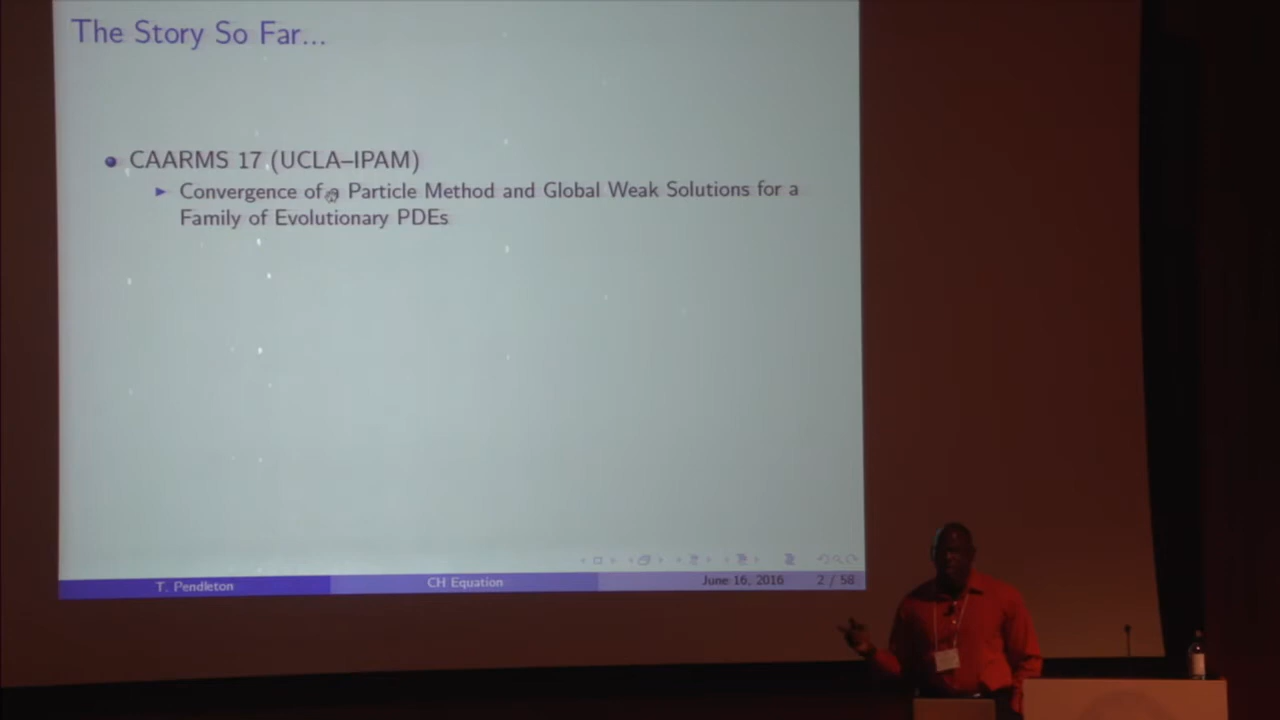 The Story So Far...
CAARMS 17 (UCLA–IPAM)
Convergence of a Particle Method and Global Weak Solutions for a
Family of Evolutionary PDEs
T. Pendleton
CH Equation
June 16, 2016
2 / 58